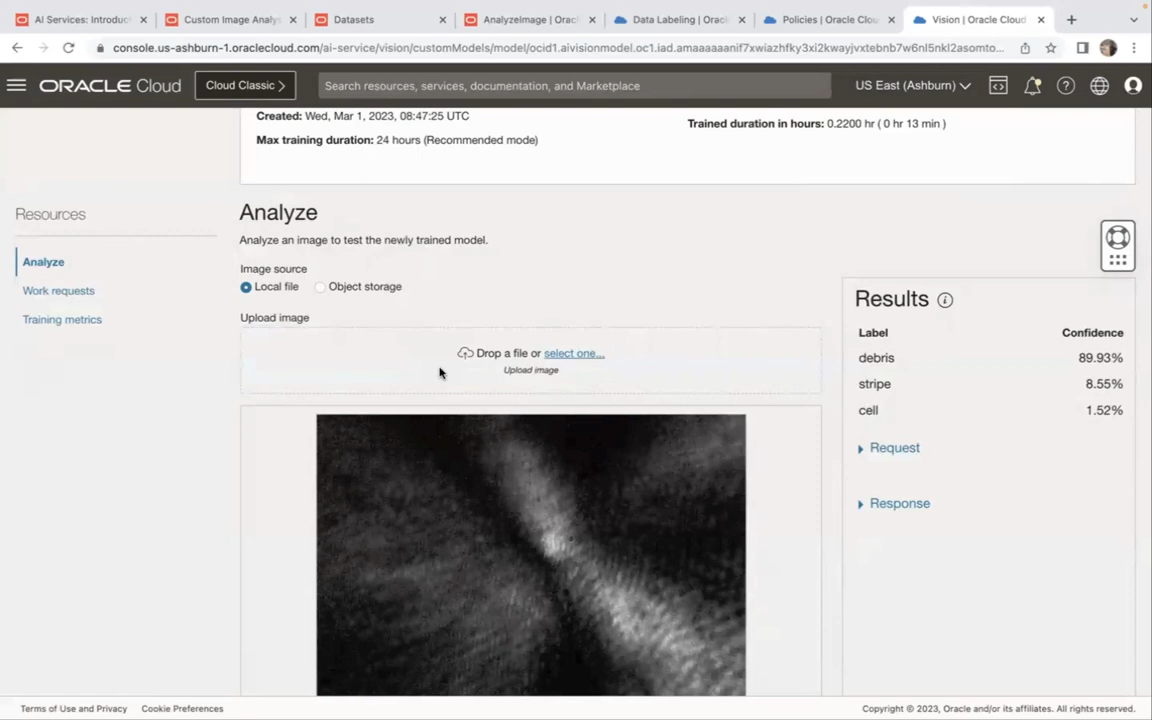 AI Services: Introduc
Custom Image Analys
Datasets
AnalyzeImage | Orac
Data Labeling | Orac
Policies | Oracle Clou
Vision | Oracle Cloud
console.us-ashburn-1.oraclecloud.com/ai-service/vision/customModels/model/ocid1.aivisionmodel.oc1.iad.amaaaaaanif7xwiazhfky3xi2kwayjvxtebnb7w6nl5nkl2asomto...
ORACLE Cloud
Cloud Classic
Search resources, services, documentation, and Marketplace
US East (Ashburn)
Created: Wed, Mar 1, 2023, 08:47:25 UTC
Trained duration in hours: 0.2200 hr ( 0 hr 13 min )
Max training duration: 24 hours (Recommended mode)
Resources
Analyze
Work requests
Training metrics
Analyze
Analyze an image to test the newly trained model.
Image source
Local file
Object storage
Upload image
Drop a file or select one...
Upload image
Results
Label Confidence
debris 89.93%
stripe 8.55%
cell 1.52%
Request
Response
Terms of Use and Privacy
Cookie Preferences
Copyright © 2023, Oracle and/or its affiliates. All rights reserved.